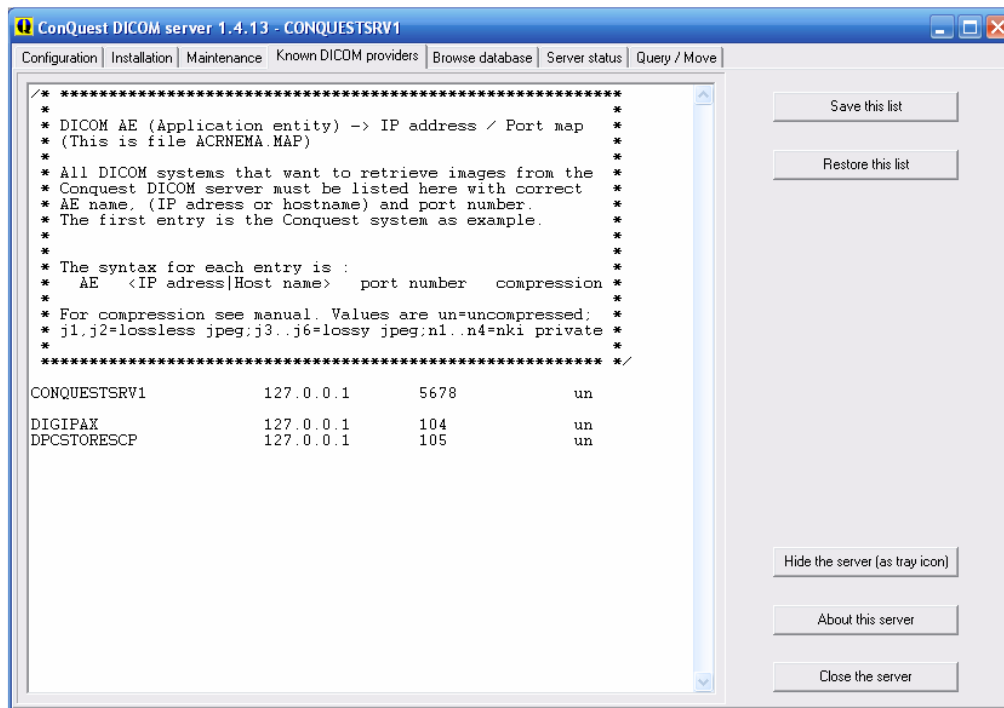 ConQuest DICOM server 1.4.13 - CONQUESTSRV1
Configuration Installation Maintenance Known DICOM providers Browse database Server status Query / Move
/* **********************************************************
* *
* DICOM AE (Application entity) -> IP address / Port map *
* (This is file ACRNEMA.MAP) *
* *
* All DICOM systems that want to retrieve images from the *
* Conquest DICOM server must be listed here with correct *
* AE name, (IP adress or hostname) and port number. *
* The first entry is the Conquest system as example. *
* *
* *
* The syntax for each entry is : *
* AE <IP adress|Host name> port number compression *
* *
* For compression see manual. Values are un=uncompressed; *
* j1,j2=lossless jpeg;j3..j6=lossy jpeg;n1..n4=nki private *
* *
********************************************************** */
CONQUESTSRV1 127.0.0.1 5678 un
DIGIPAX 127.0.0.1 104 un
DPCSTORESCP 127.0.0.1 105 un
Save this list
Restore this list
Hide the server (as tray icon)
About this server
Close the server